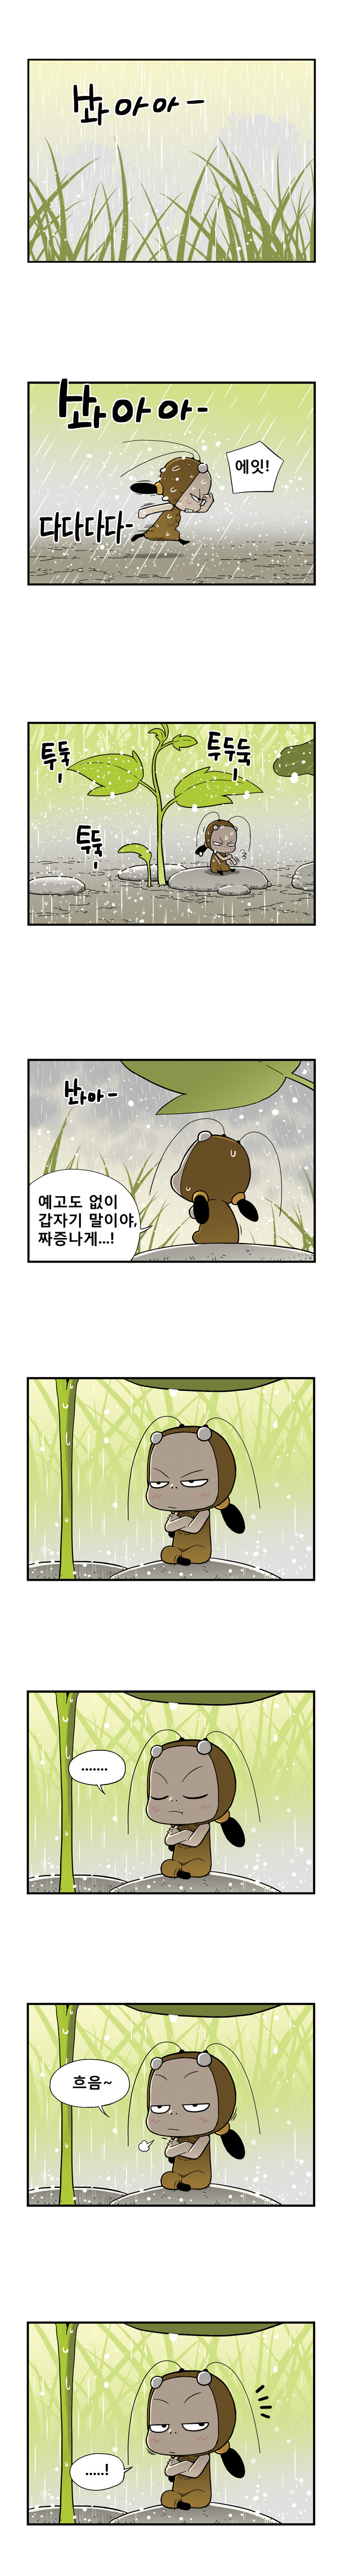 쏴아아-
쏴아아-
에잇!
다다다다-
투둑
투두둑
투둑
쏴아-
예고도 없이
갑자기 말이야,
짜증나게...!
.......
흐음~
.....!